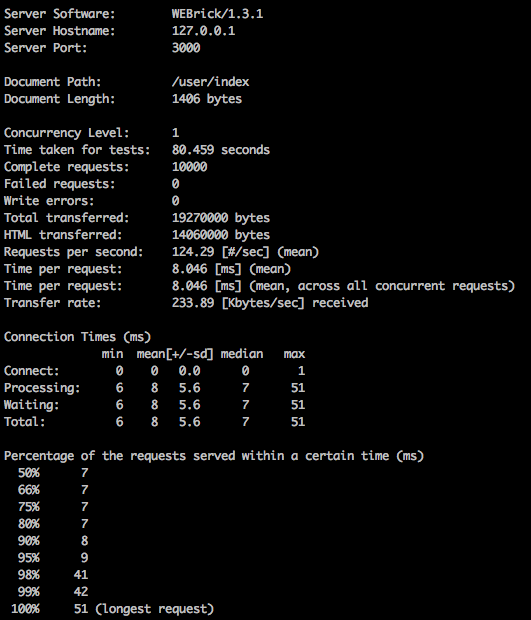 Server Software:        WEBrick/1.3.1
Server Hostname:        127.0.0.1
Server Port:            3000

Document Path:          /user/index
Document Length:        1406 bytes

Concurrency Level:      1
Time taken for tests:   80.459 seconds
Complete requests:      10000
Failed requests:        0
Write errors:           0
Total transferred:      19270000 bytes
HTML transferred:       14060000 bytes
Requests per second:    124.29 [#/sec] (mean)
Time per request:       8.046 [ms] (mean)
Time per request:       8.046 [ms] (mean, across all concurrent requests)
Transfer rate:          233.89 [Kbytes/sec] received

Connection Times (ms)
              min  mean[+/-sd] median   max
Connect:        0    0   0.0      0       1
Processing:     6    8   5.6      7      51
Waiting:        6    8   5.6      7      51
Total:          6    8   5.6      7      51

Percentage of the requests served within a certain time (ms)
  50%      7
  66%      7
  75%      7
  80%      7
  90%      8
  95%      9
  98%     41
  99%     42
 100%     51 (longest request)